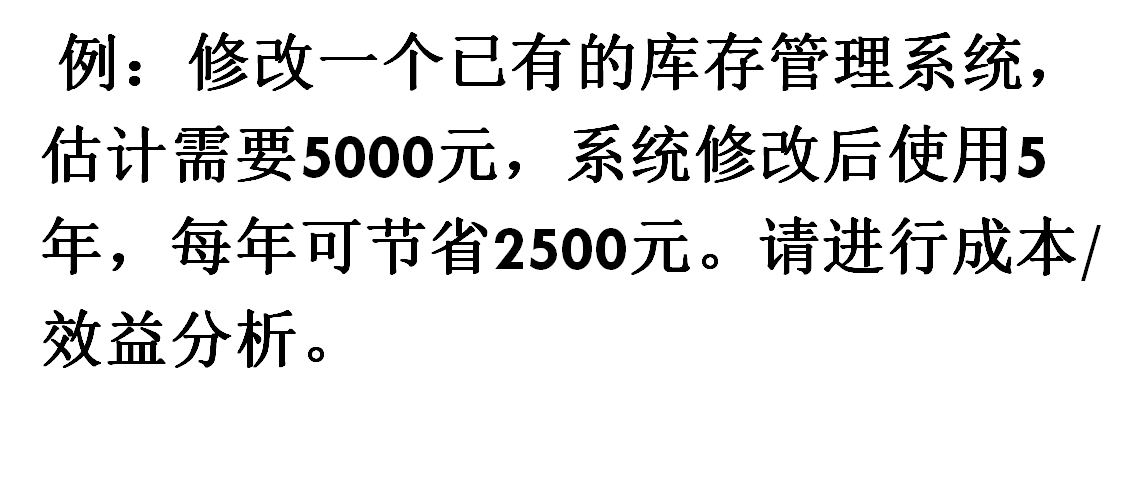 例：修改一个已有的库存管理系统，
估计需要5000元，系统修改后使用5
年，每年可节省2500元。请进行成本/
效益分析。